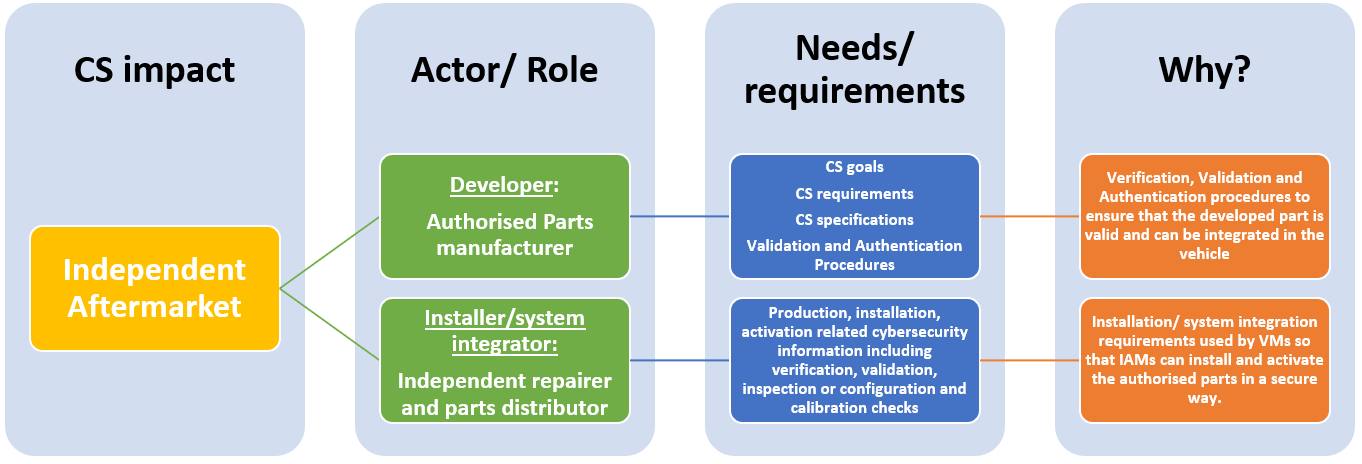 CS impact
Actor/ Role
Needs/
requirements
Why?
Independent
Aftermarket
Developer:
Authorised Parts
manufacturer
CS goals
CS requirements
CS specifications
Validation and Authentication
Procedures
Verification, Validation and
Authentication procedures to
ensure that the developed part is
valid and can be integrated in the
vehicle
Installer/system
integrator:
Independent repairer
and parts distributor
Production, installation,
activation related cybersecurity
information including
verification, validation,
inspection or configuration and
calibration checks
Installation/ system integration
requirements used by VMs so
that IAMs can install and activate
the authorised parts in a secure
way.